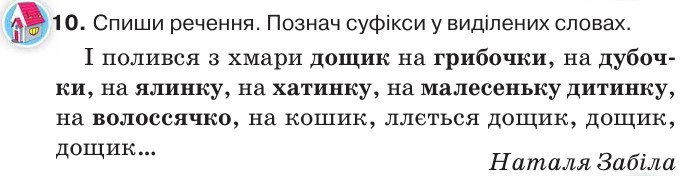 10. Спиши речення. Познач суфікси у виділених словах.
І полився з хмари дощик на грибочки, на дубоч-
ки, на ялинку, на хатинку, на малесеньку дитинку,
на волоссячко, на кошик, ллється дощик, дощик,
дощик...
Наталя Забіла